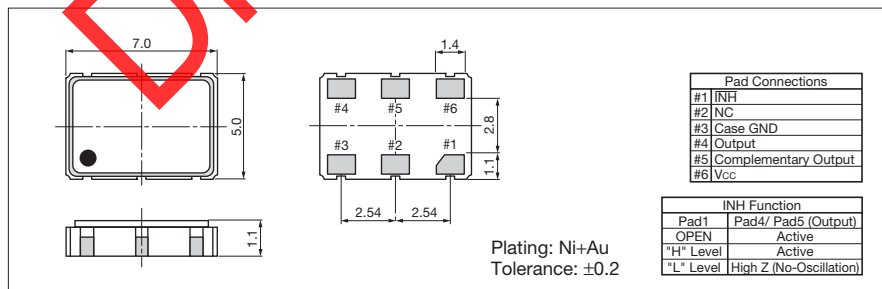 7.0
5.0
1.1
1.4
#4 #5 #6
#3 #2 #1
2.8
1.1
2.54 2.54
Plating: Ni+Au
Tolerance: ±0.2
Pad Connections
#1 I̅N̅H̅
#2 NC
#3 Case GND
#4 Output
#5 Complementary Output
#6 Vcc
INH Function
Pad1 Pad4/ Pad5 (Output)
OPEN Active
"H" Level Active
"L" Level High Z (No-Oscillation)